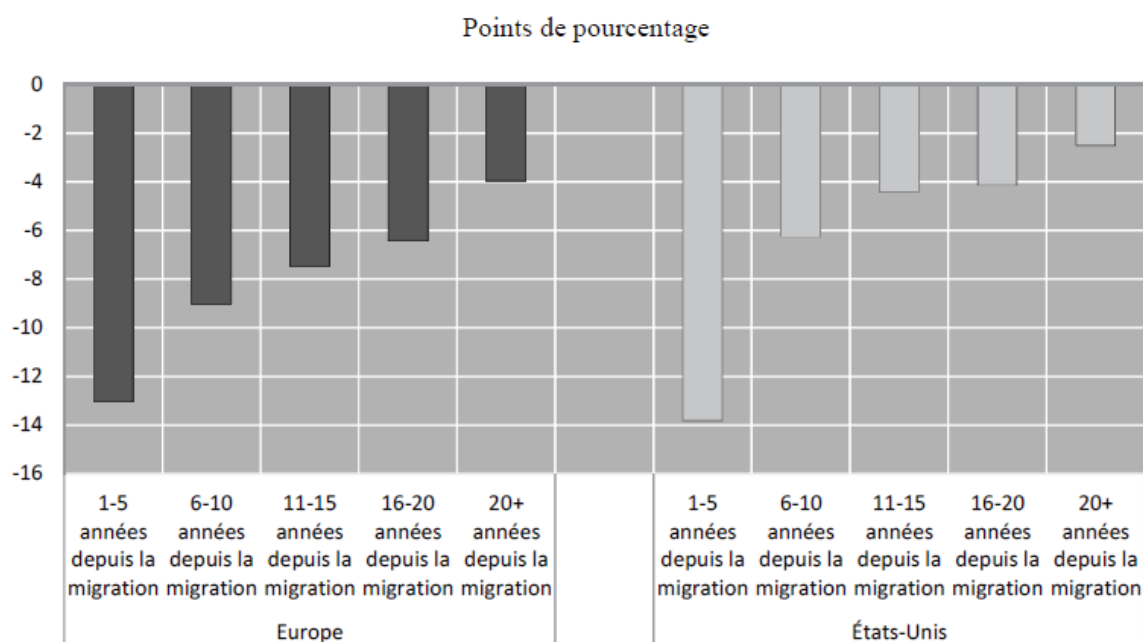 Points de pourcentage
0
-2
-4
-6
-8
-10
-12
-14
-16
1-5 6-10 11-15 16-20 20+ 1-5 6-10 11-15 16-20 20+
années années années années années années années années années années
depuis la depuis la depuis la depuis la depuis la depuis la depuis la depuis la depuis la depuis la
migration migration migration migration migration migration migration migration migration migration
Europe États-Unis